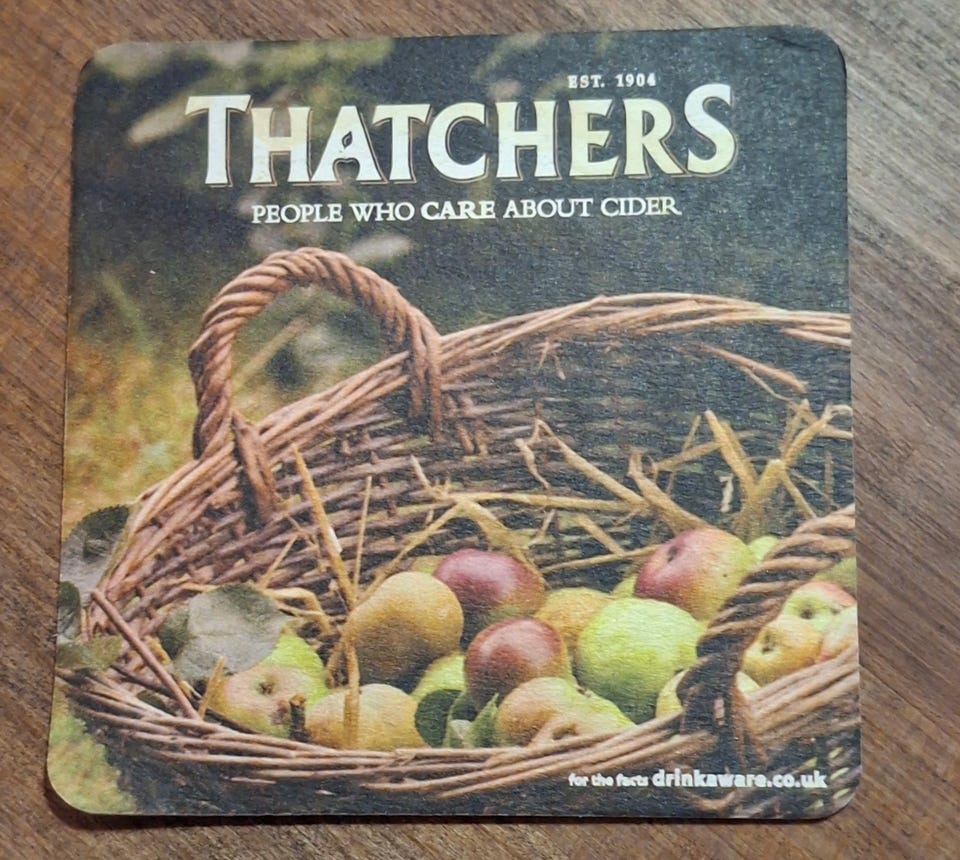 EST. 1904
THATCHERS
PEOPLE WHO CARE ABOUT CIDER
for the facts drinkaware.co.uk